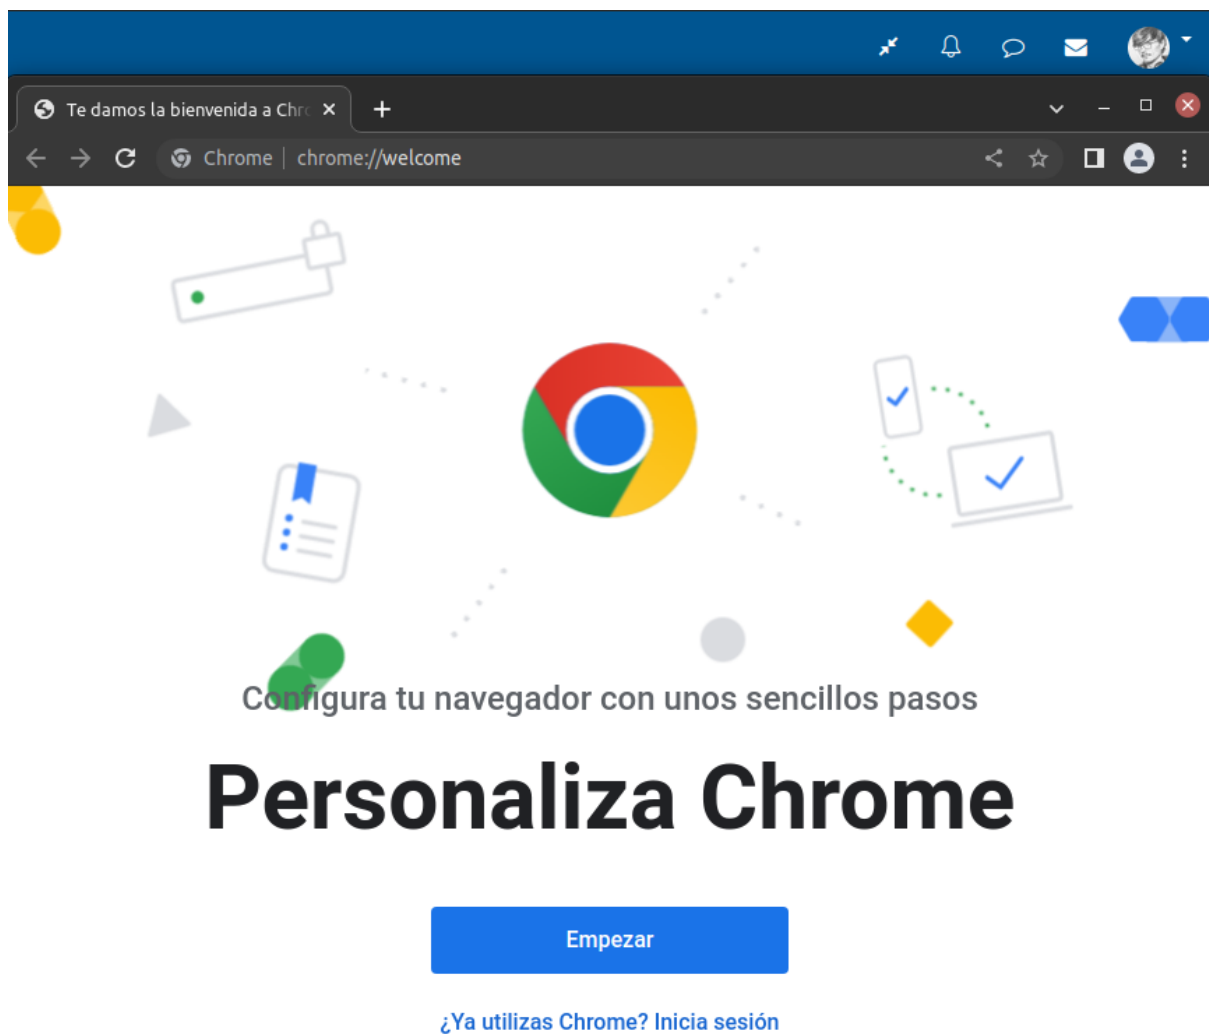 Te damos la bienvenida a Chro
Chrome | chrome://welcome
Configura tu navegador con unos sencillos pasos
Personaliza Chrome
Empezar
¿Ya utilizas Chrome? Inicia sesión